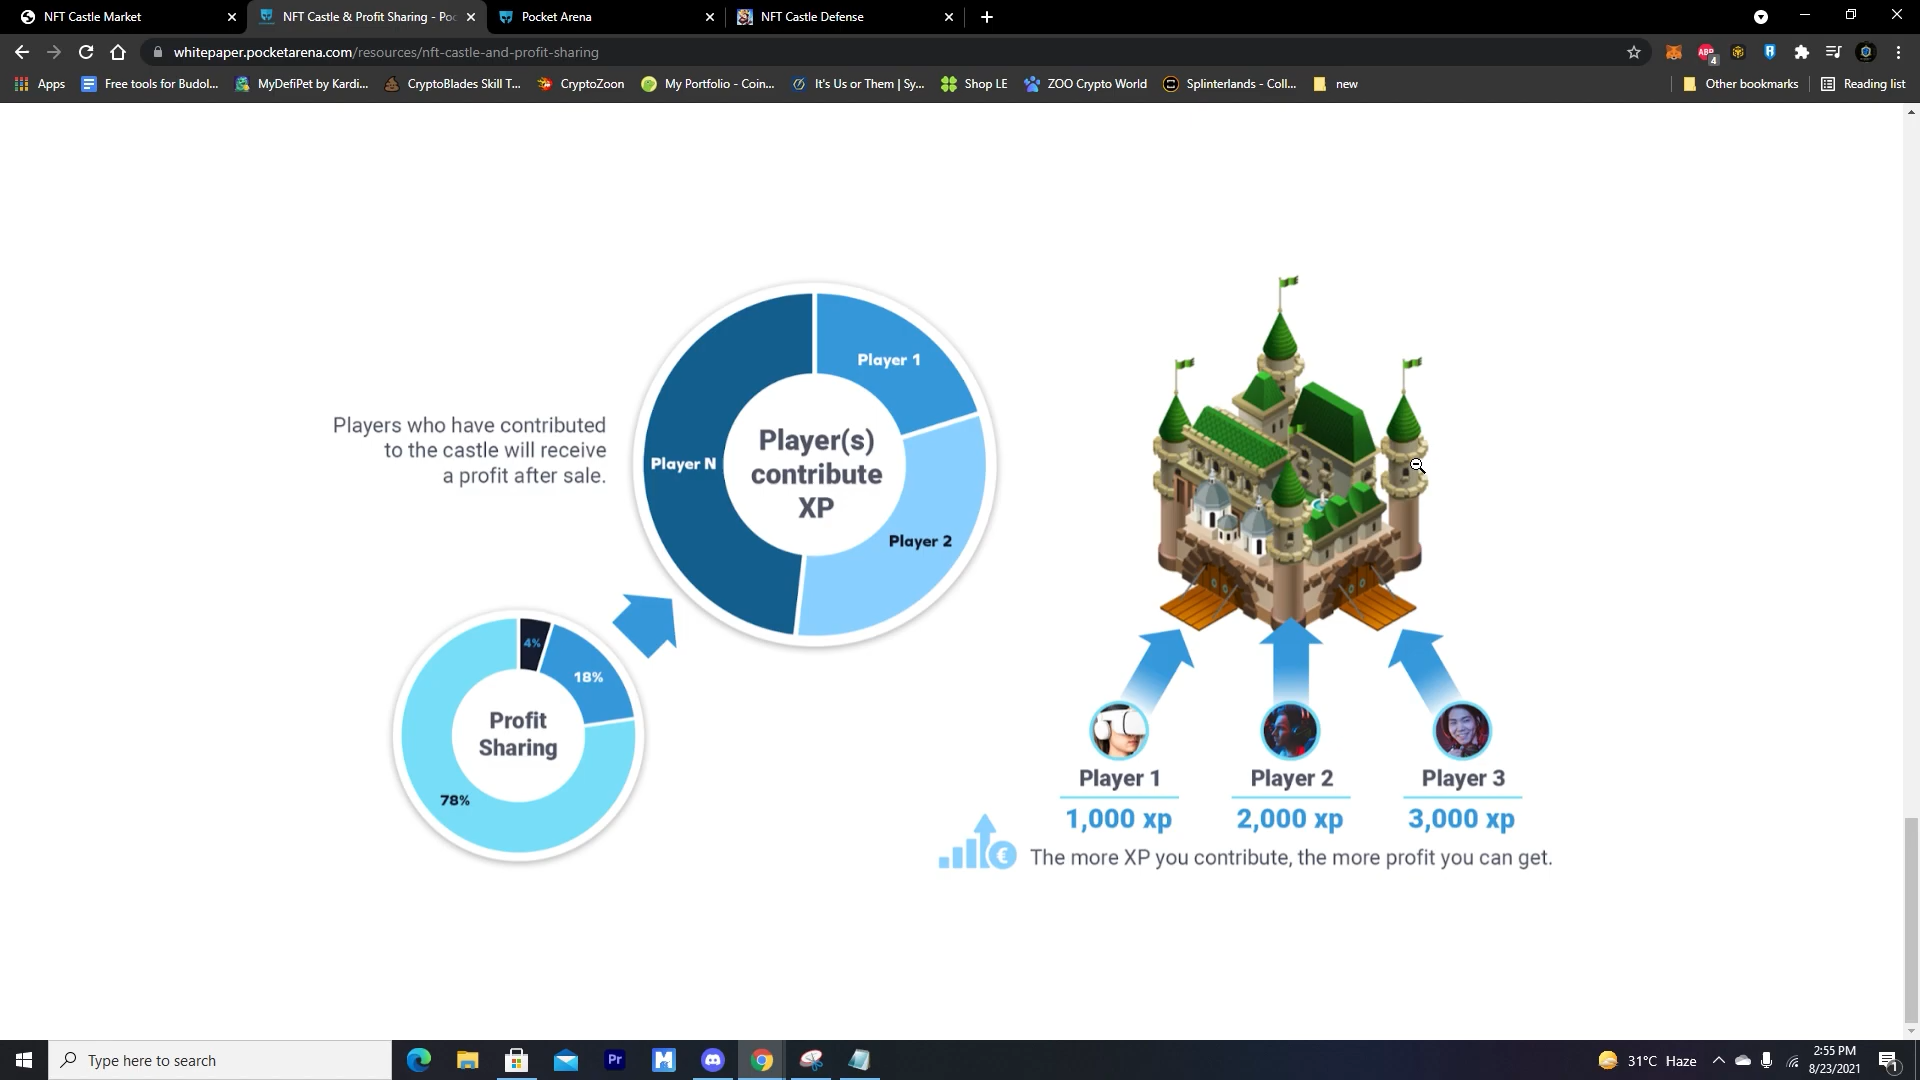 NFT Castle Market
NFT Castle & Profit Sharing - Poc
Pocket Arena
NFT Castle Defense
whitepaper.pocketarena.com/resources/nft-castle-and-profit-sharing
ABP
4
Apps
Free tools for Budol...
MyDefiPet by Kardi...
CryptoBlades Skill T...
CryptoZoon
My Portfolio - Coin...
It's Us or Them | Sy...
Shop LE
ZOO Crypto World
Splinterlands - Coll...
new
Other bookmarks
Reading list
Players who have contributed
to the castle will receive
a profit after sale.
Player 1
Player N
Player(s)
contribute
XP
Player 2
4%
18%
Profit
Sharing
78%
Player 1
Player 2
Player 3
1,000 xp
2,000 xp
3,000 xp
€
The more XP you contribute, the more profit you can get.
Type here to search
Pr
31°C Haze
2:55 PM
8/23/2021
1